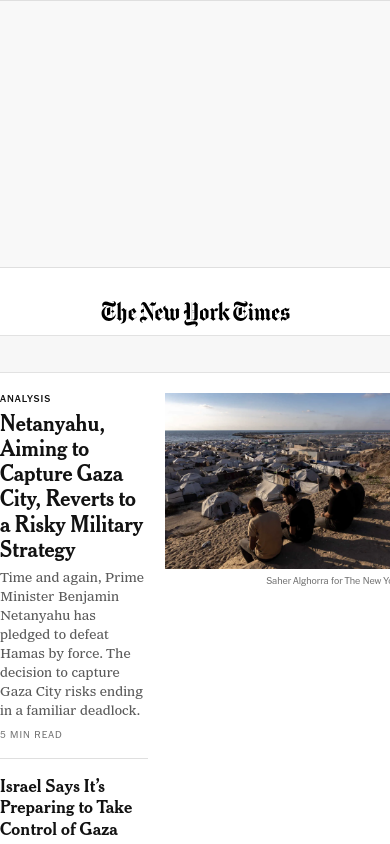 The New York Times
ANALYSIS
Netanyahu,
Aiming to
Capture Gaza
City, Reverts to
a Risky Military
Strategy
Time and again, Prime
Minister Benjamin
Netanyahu has
pledged to defeat
Hamas by force. The
decision to capture
Gaza City risks ending
in a familiar deadlock.
5 MIN READ
Saher Alghorra for The New
Israel Says It’s
Preparing to Take
Control of Gaza